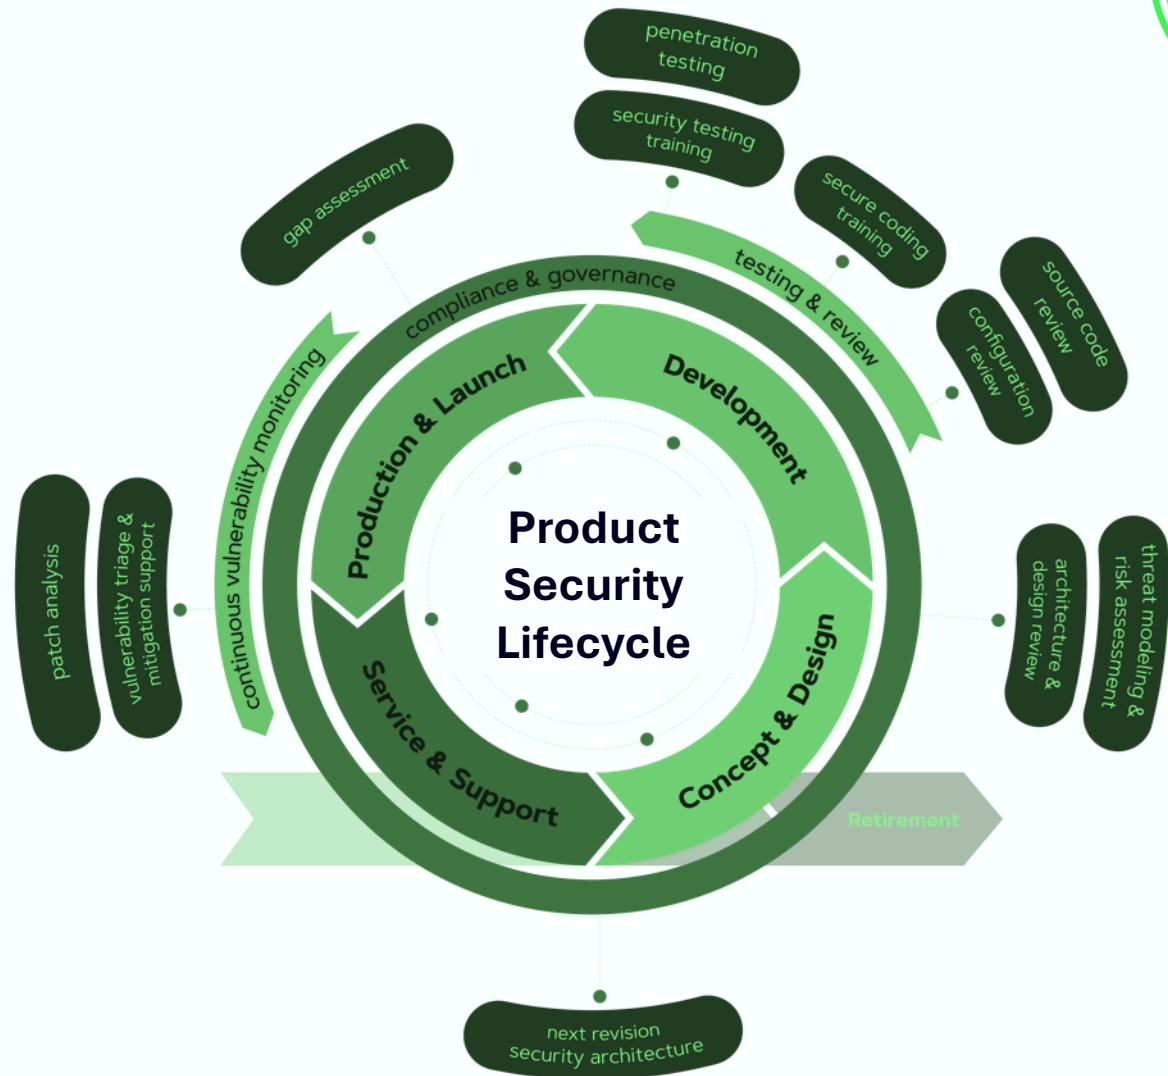 penetration
testing
security testing
training
secure coding
training
source code
review
configuration
review
testing & review
gap assessment
compliance & governance
continuous vulnerability monitoring
Production & Launch
Development
Product
Security
Lifecycle
patch analysis
vulnerability triage &
mitigation support
architecture &
design review
threat modeling &
risk assessment
Service & Support
Concept & Design
Retirement
next revision
security architecture